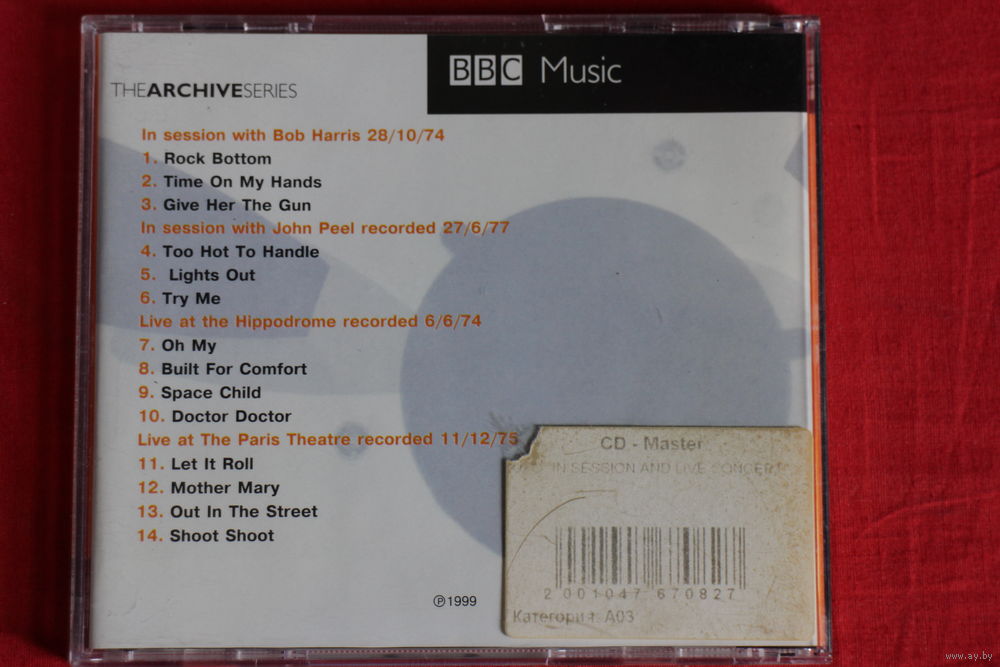 THEARCHIVESERIES
BBC Music
In session with Bob Harris 28/10/74
1. Rock Bottom
2. Time On My Hands
3. Give Her The Gun
In session with John Peel recorded 27/6/77
4. Too Hot To Handle
5. Lights Out
6. Try Me
Live at the Hippodrome recorded 6/6/74
7. Oh My
8. Built For Comfort
9. Space Child
10. Doctor Doctor
Live at The Paris Theatre recorded 11/12/75
11. Let It Roll
12. Mother Mary
13. Out In The Street
14. Shoot Shoot
℗1999
CD - Master
IN SESSION AND LIVE CONCERT
2 001047 670827
Категория: A03
www.ay.by